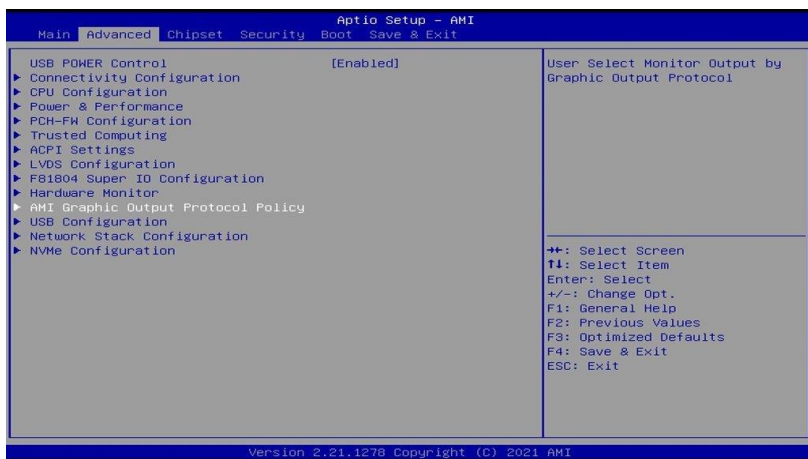 Aptio Setup – AMI
Main Advanced Chipset Security Boot Save & Exit
USB POWER Control [Enabled]
▶ Connectivity Configuration
▶ CPU Configuration
▶ Power & Performance
▶ PCH-FW Configuration
▶ Trusted Computing
▶ ACPI Settings
▶ LVDS Configuration
▶ F81804 Super IO Configuration
▶ Hardware Monitor
▶ AMI Graphic Output Protocol Policy
▶ USB Configuration
▶ Network Stack Configuration
▶ NVMe Configuration
User Select Monitor Output by
Graphic Output Protocol
→←: Select Screen
↑↓: Select Item
Enter: Select
+/-: Change Opt.
F1: General Help
F2: Previous Values
F3: Optimized Defaults
F4: Save & Exit
ESC: Exit
Version 2.21.1278 Copyright (C) 2021 AMI